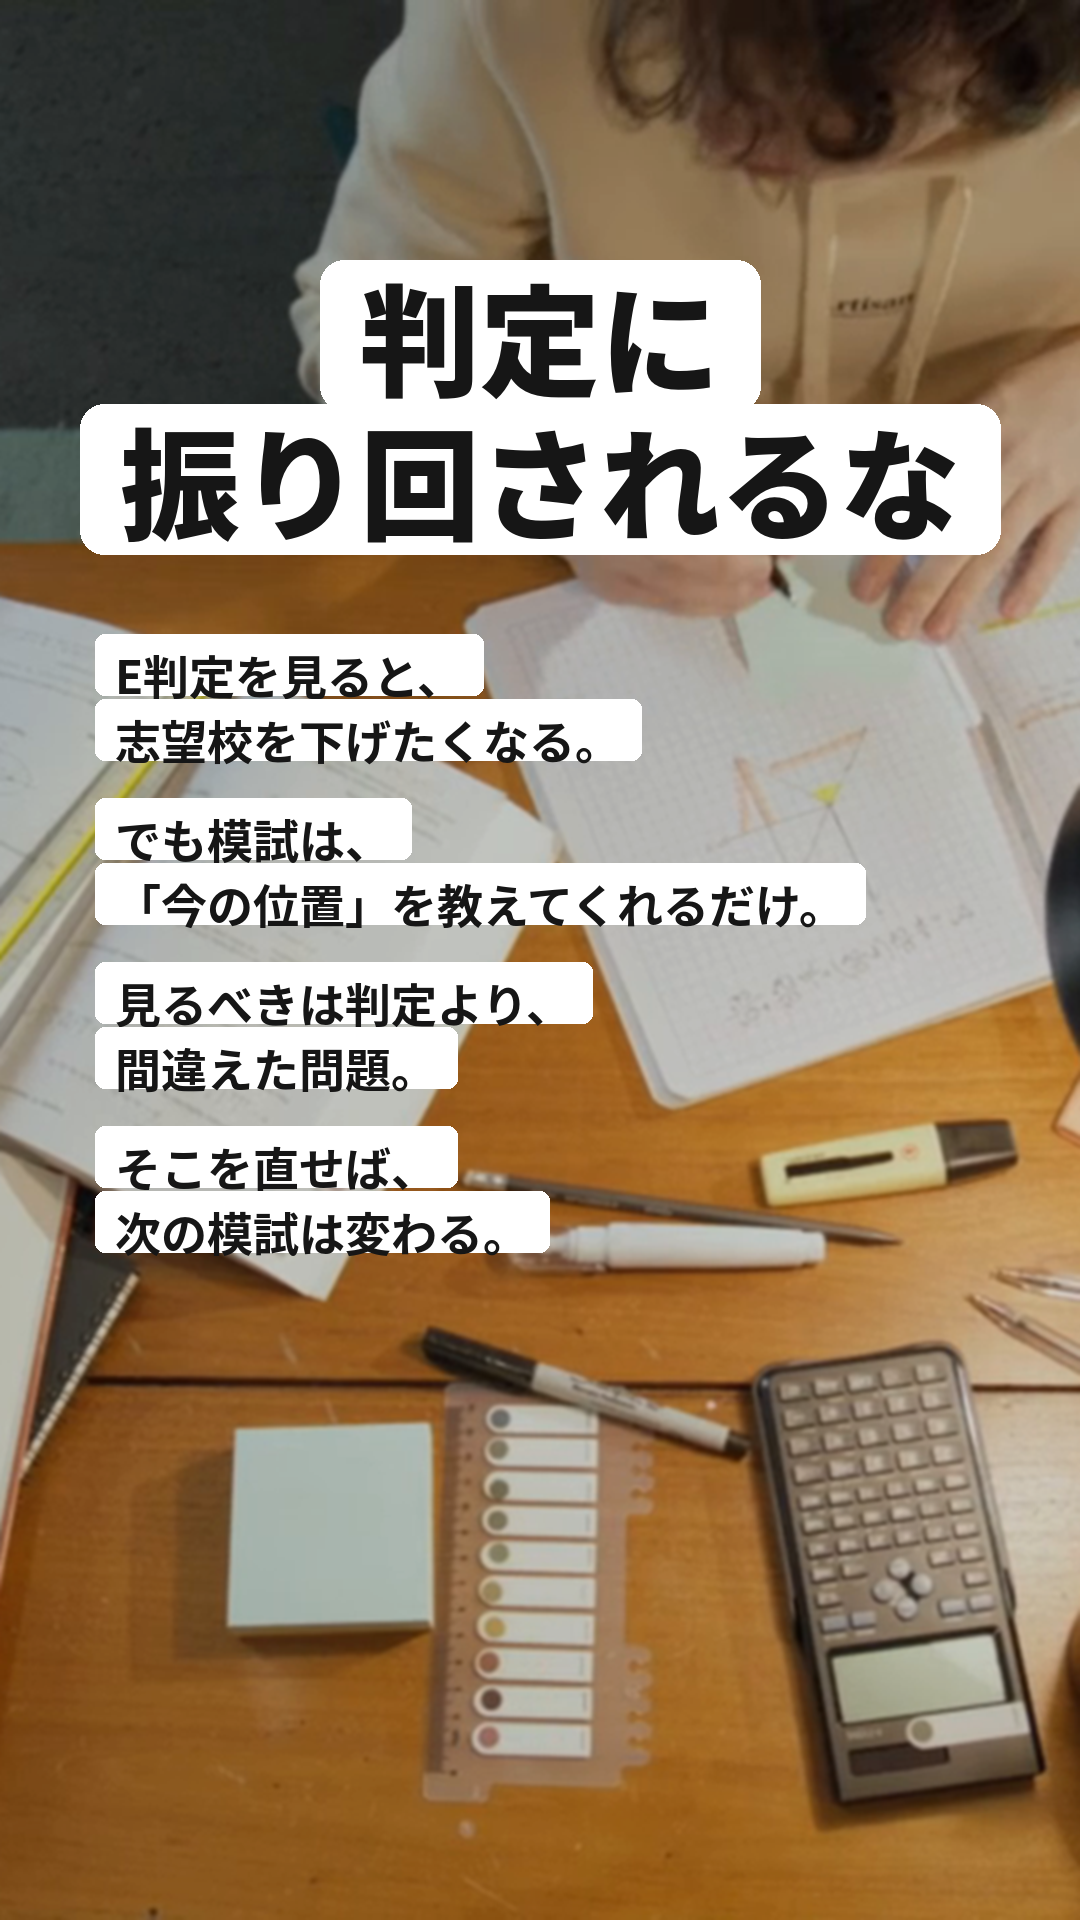 判定に
振り回されるな
E判定を見ると、
志望校を下げたくなる。
でも模試は、
「今の位置」を教えてくれるだけ。
見るべきは判定より、
間違えた問題。
そこを直せば、
次の模試は変わる。